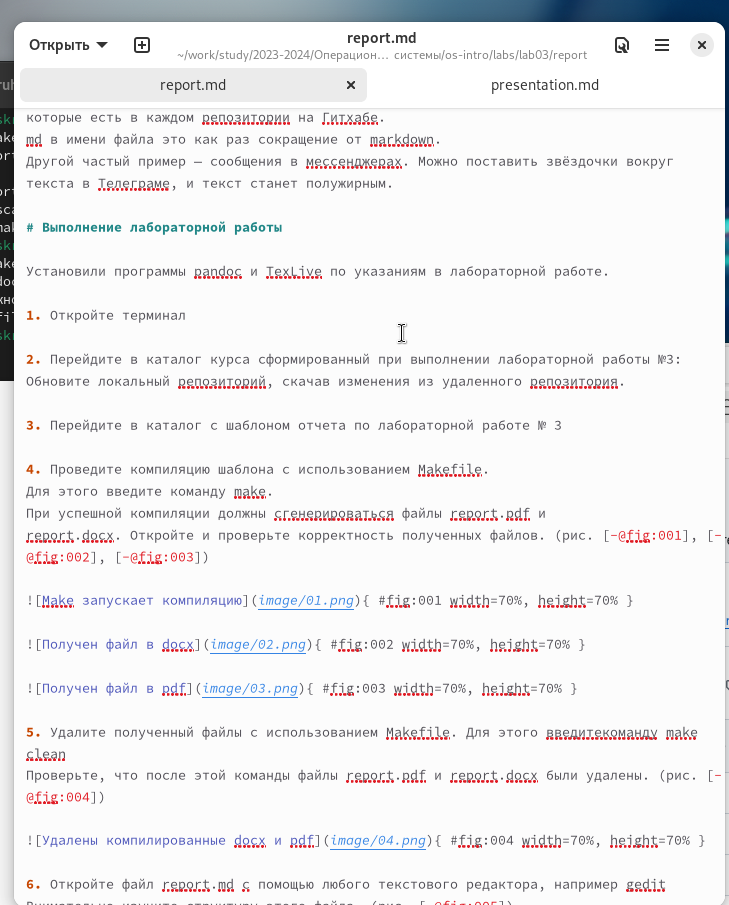 Открыть
report.md
~/work/study/2023-2024/Операцион… системы/os-intro/labs/lab03/report
report.md
presentation.md
которые есть в каждом репозитории на Гитхабе.
md в имени файла это как раз сокращение от markdown.
Другой частый пример — сообщения в мессенджерах. Можно поставить звёздочки вокруг
текста в Телеграме, и текст станет полужирным.
# Выполнение лабораторной работы
Установили программы pandoc и TexLive по указаниям в лабораторной работе.
1. Откройте терминал
2. Перейдите в каталог курса сформированный при выполнении лабораторной работы №3:
Обновите локальный репозиторий, скачав изменения из удаленного репозитория.
3. Перейдите в каталог с шаблоном отчета по лабораторной работе № 3
4. Проведите компиляцию шаблона с использованием Makefile.
Для этого введите команду make.
При успешной компиляции должны сгенерироваться файлы report.pdf и
report.docx. Откройте и проверьте корректность полученных файлов. (рис. [-@fig:001], [-
@fig:002], [-@fig:003])
![Make запускает компиляцию](image/01.png){ #fig:001 width=70%, height=70% }
![Получен файл в docx](image/02.png){ #fig:002 width=70%, height=70% }
![Получен файл в pdf](image/03.png){ #fig:003 width=70%, height=70% }
5. Удалите полученный файлы с использованием Makefile. Для этого введитекоманду make
clean
Проверьте, что после этой команды файлы report.pdf и report.docx были удалены. (рис. [-
@fig:004])
![Удалены компилированные docx и pdf](image/04.png){ #fig:004 width=70%, height=70% }
6. Откройте файл report.md с помощью любого текстового редактора, например gedit